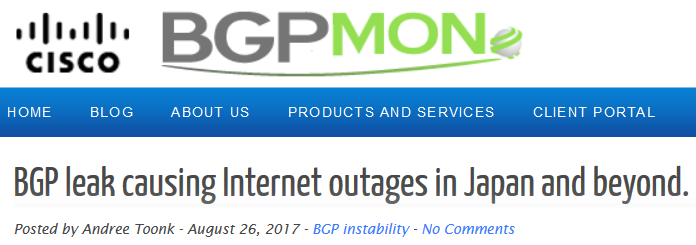 CISCO
BGPMON
HOME BLOG ABOUT US PRODUCTS AND SERVICES CLIENT PORTAL
BGP leak causing Internet outages in Japan and beyond.
Posted by Andree Toonk - August 26, 2017 - BGP instability - No Comments